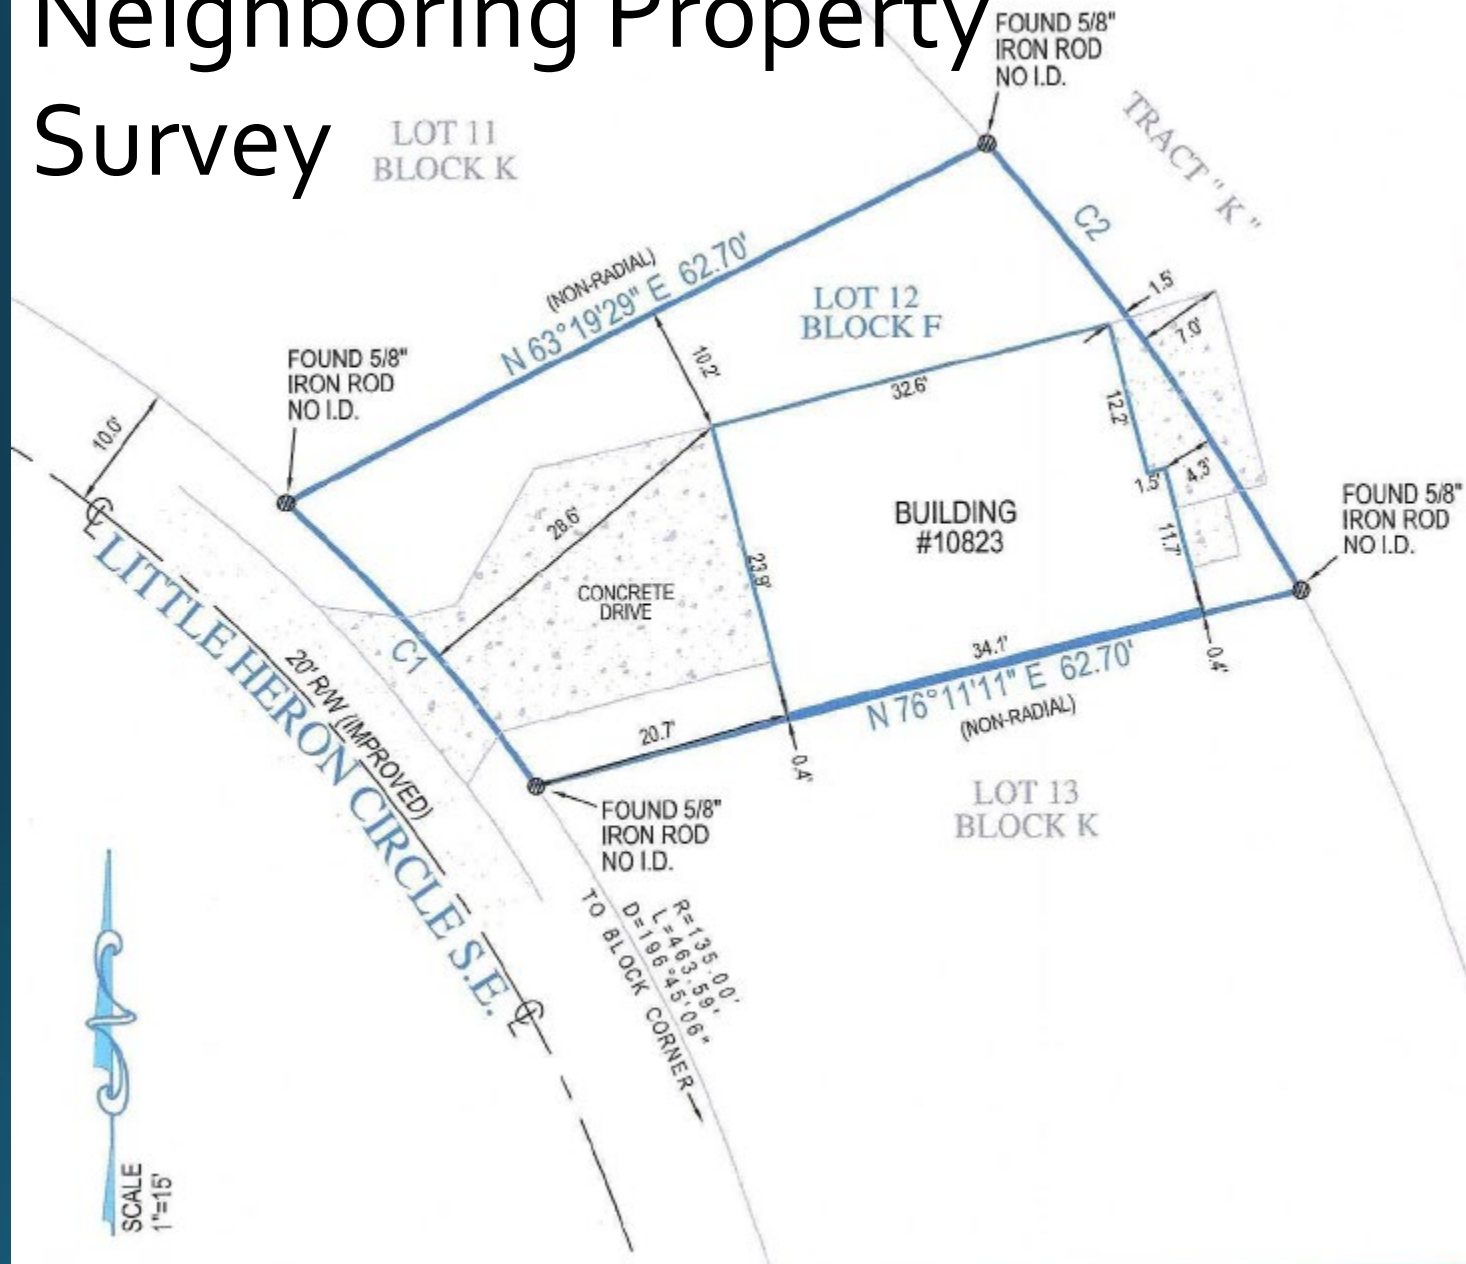 Neighboring Property
Survey
FOUND 5/8"
IRON ROD
NO I.D.
LOT 11
BLOCK K
TRACT "K"
C2
(NON-RADIAL)
N 63°19'29" E 62.70'
LOT 12
BLOCK F
1.5'
7.0'
FOUND 5/8"
IRON ROD
NO I.D.
10.2'
32.6'
12.2'
10.0'
4.3'
1.5'
FOUND 5/8"
IRON ROD
NO I.D.
28.6'
BUILDING
#10823
11.7'
23.9'
CONCRETE
DRIVE
C1
34.1'
0.4'
N 76°11'11" E 62.70'
(NON-RADIAL)
20.7'
0.4'
LITTLE HERON CIRCLE S.E.
20' R/W (IMPROVED)
LOT 13
BLOCK K
FOUND 5/8"
IRON ROD
NO I.D.
R=135.00'
L=463.59'
D=196°45'06"
TO BLOCK CORNER
SCALE
1"=15'